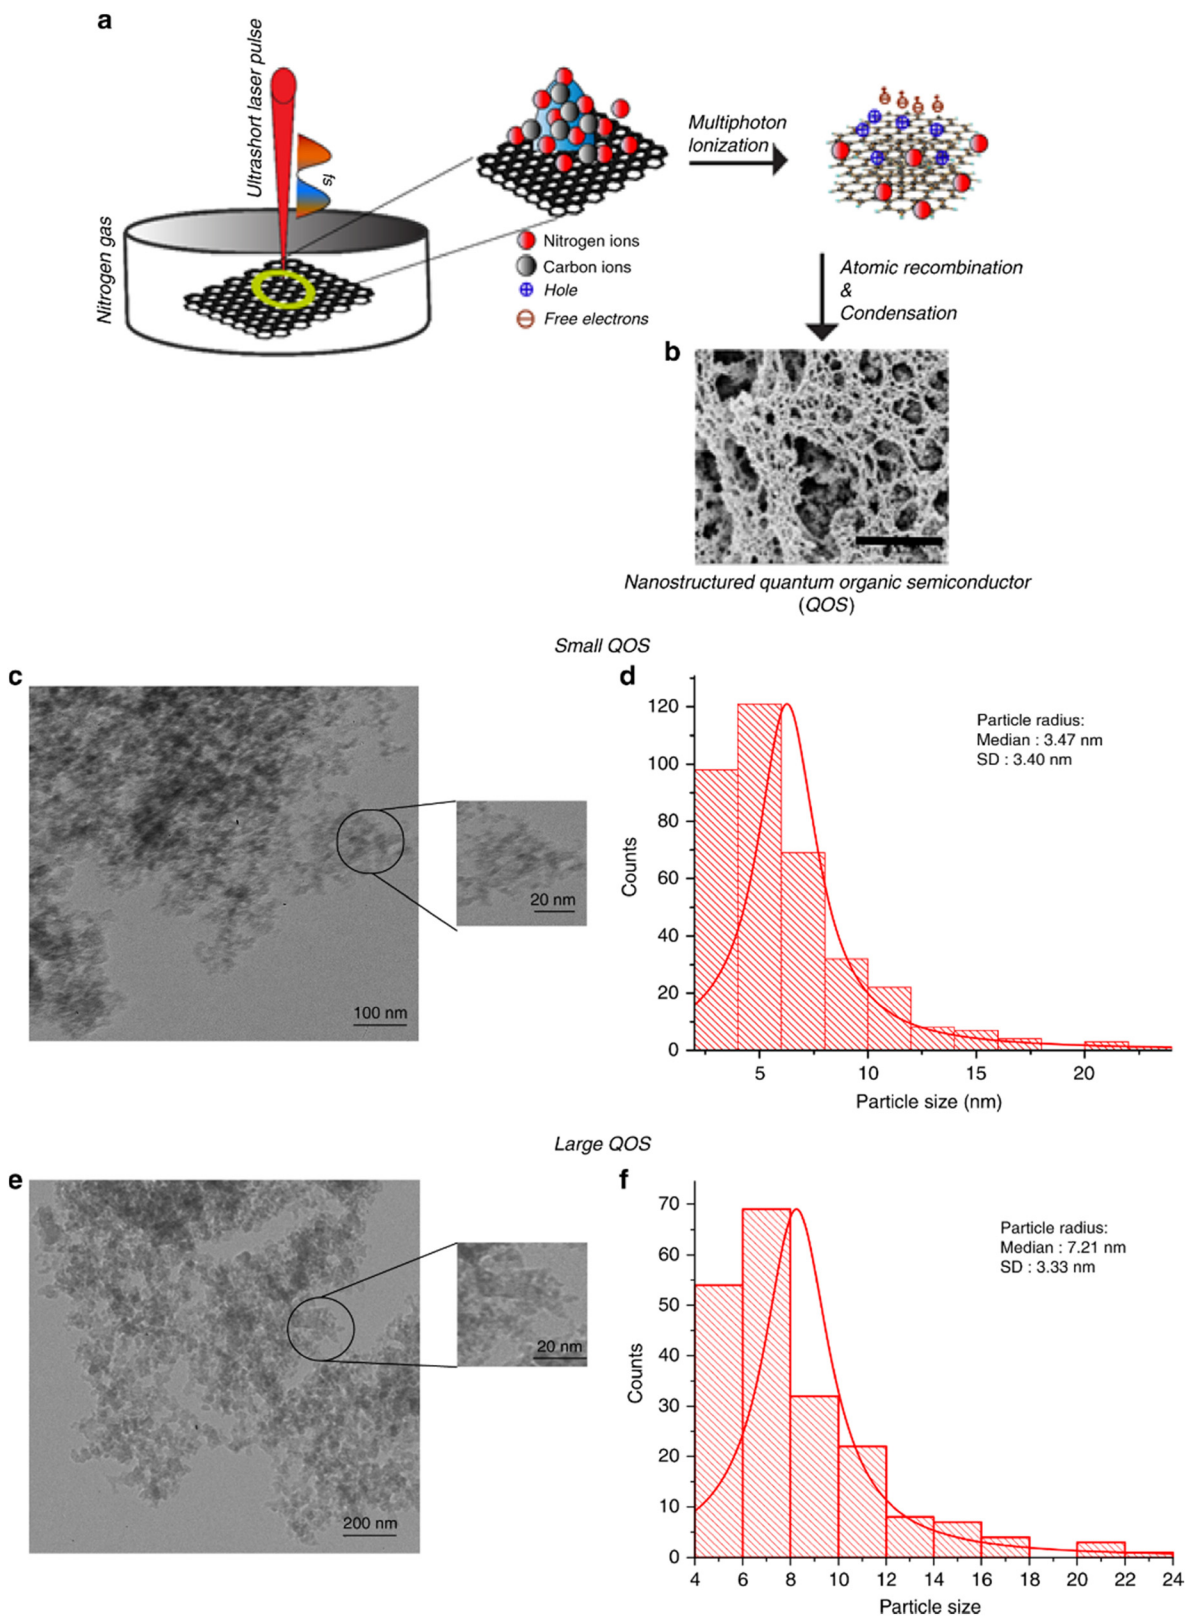 a
Ultrashort laser pulse
fs
Nitrogen gas
Nitrogen ions
Carbon ions
Hole
Free electrons
Multiphoton
Ionization
Atomic recombination
&
Condensation
b
Nanostructured quantum organic semiconductor
(QOS)
Small QOS
c
20 nm
100 nm
d
Particle radius:
Median : 3.47 nm
SD : 3.40 nm
Counts
120
100
80
60
40
20
0
5
10
15
20
Particle size (nm)
Large QOS
e
20 nm
200 nm
f
Particle radius:
Median : 7.21 nm
SD : 3.33 nm
Counts
70
60
50
40
30
20
10
0
4
6
8
10
12
14
16
18
20
22
24
Particle size